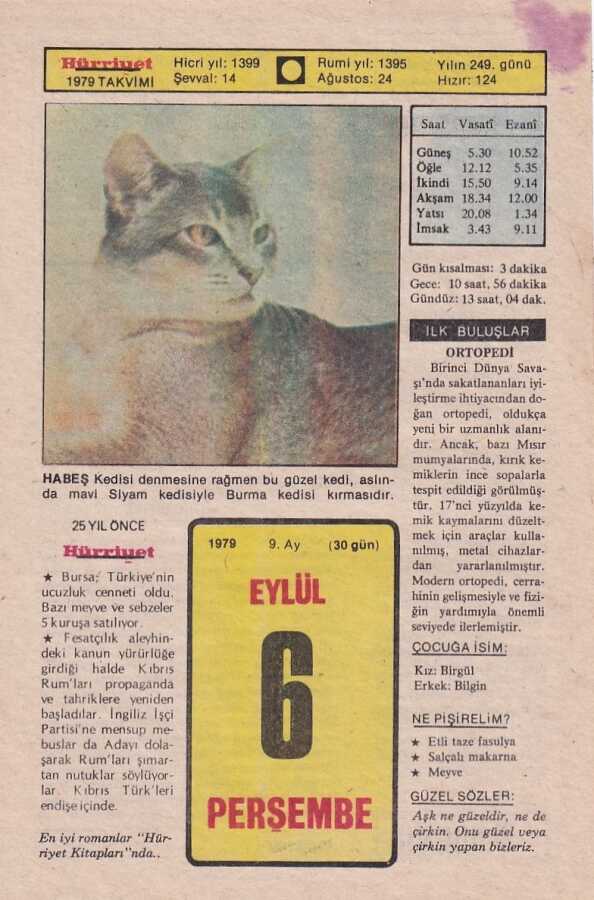 Hürriyet
1979 TAKVİMİ
Hicri yıl: 1399
Şevval: 14
Rumi yıl: 1395
Ağustos: 24
Yılın 249. günü
Hızır: 124
Saat Vasatî Ezanî
Güneş 5.30 10.52
Öğle 12.12 5.35
İkindi 15,50 9.14
Akşam 18.34 12.00
Yatsı 20,08 1.34
İmsak 3.43 9.11
Gün kısalması: 3 dakika
Gece: 10 saat, 56 dakika
Gündüz: 13 saat, 04 dak.
HABEŞ Kedisi denmesine rağmen bu güzel kedi, aslın-
da mavi Siyam kedisiyle Burma kedisi kırmasıdır.
İLK BULUŞLAR
ORTOPEDİ
Birinci Dünya Sava-
şı'nda sakatlananları iyi-
leştirme ihtiyacından do-
ğan ortopedi, oldukça
yeni bir uzmanlık alanı-
dır. Ancak, bazı Mısır
mumyalarında, kırık ke-
miklerin ince sopalarla
tespit edildiği görülmüş-
tür. 17'nci yüzyılda ke-
mik kaymalarını düzelt-
mek için araçlar kulla-
nılmış, metal cihazlar-
dan yararlanılmıştır.
Modern ortopedi, cerra-
hinin gelişmesiyle ve fizi-
ğin yardımıyla önemli
seviyede ilerlemiştir.
ÇOCUĞA İSİM:
Kız: Birgül
Erkek: Bilgin
NE PİŞİRELİM?
★ Etli taze fasulya
★ Salçalı makarna
★ Meyve
GÜZEL SÖZLER:
Aşk ne güzeldir, ne de
çirkin. Onu güzel veya
çirkin yapan bizleriz.
25 YIL ÖNCE
Hürriyet
★ Bursa; Türkiye'nin
ucuzluk cenneti oldu.
Bazı meyve ve sebzeler
5 kuruşa satılıyor.
★ Fesatçılık aleyhin-
deki kanun yürürlüğe
girdiği halde Kıbrıs
Rum'ları propaganda
ve tahriklere yeniden
başladılar. İngiliz İşçi
Partisi'ne mensup me-
buslar da Adayı dola-
şarak Rum'ları şımar-
tan nutuklar söylüyor-
lar. Kıbrıs Türk'leri
endişe içinde.
En iyi romanlar "Hür-
riyet Kitapları"nda..
1979 9. Ay (30 gün)
EYLÜL
6
PERŞEMBE